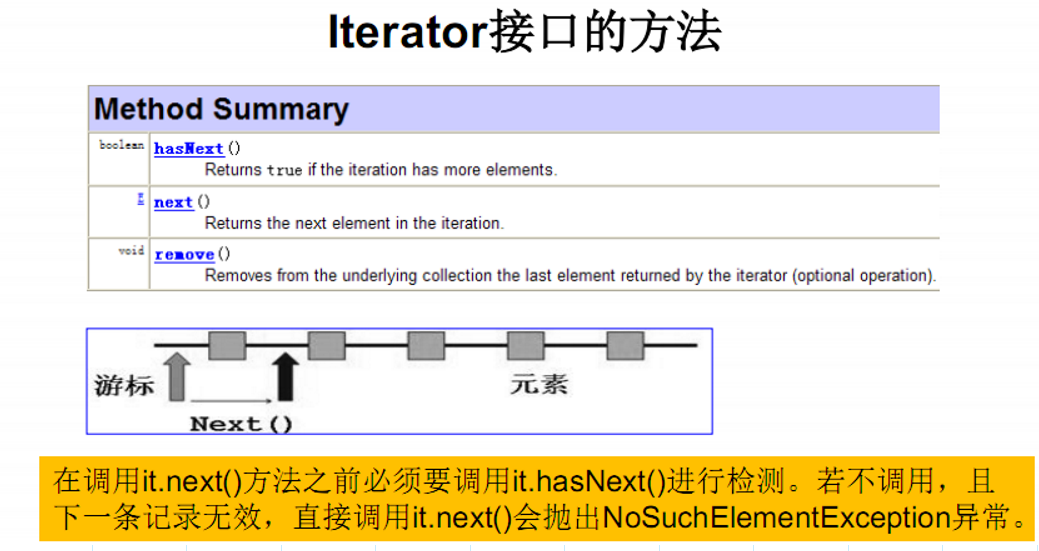 Iterator接口的方法
Method Summary
boolean hasNext()
Returns true if the iteration has more elements.
E next()
Returns the next element in the iteration.
void remove()
Removes from the underlying collection the last element returned by the iterator (optional operation).
游标 元素
Next()
在调用it.next()方法之前必须要调用it.hasNext()进行检测。若不调用，且
下一条记录无效，直接调用it.next()会抛出NoSuchElementException异常。